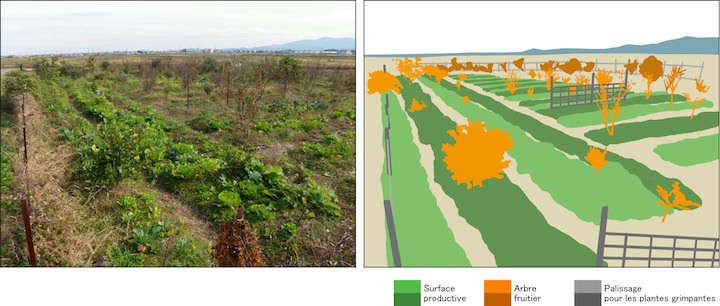 Surface
productive
Arbre
fruitier
Palissage
pour les plantes grimpantes